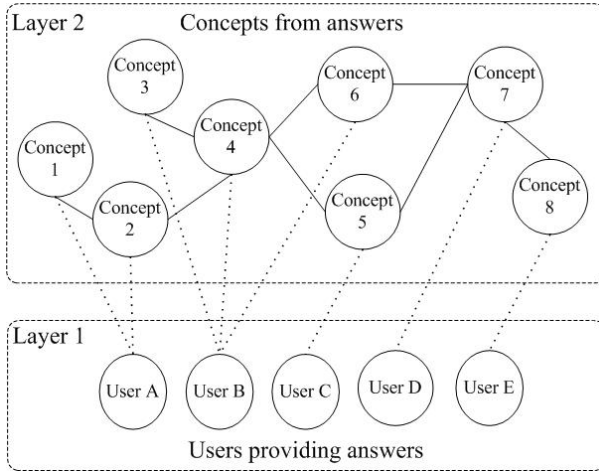 Layer 2
Concepts from answers
Concept
3
Concept
6
Concept
7
Concept
4
Concept
1
Concept
2
Concept
5
Concept
8
Layer 1
User A
User B
User C
User D
User E
Users providing answers